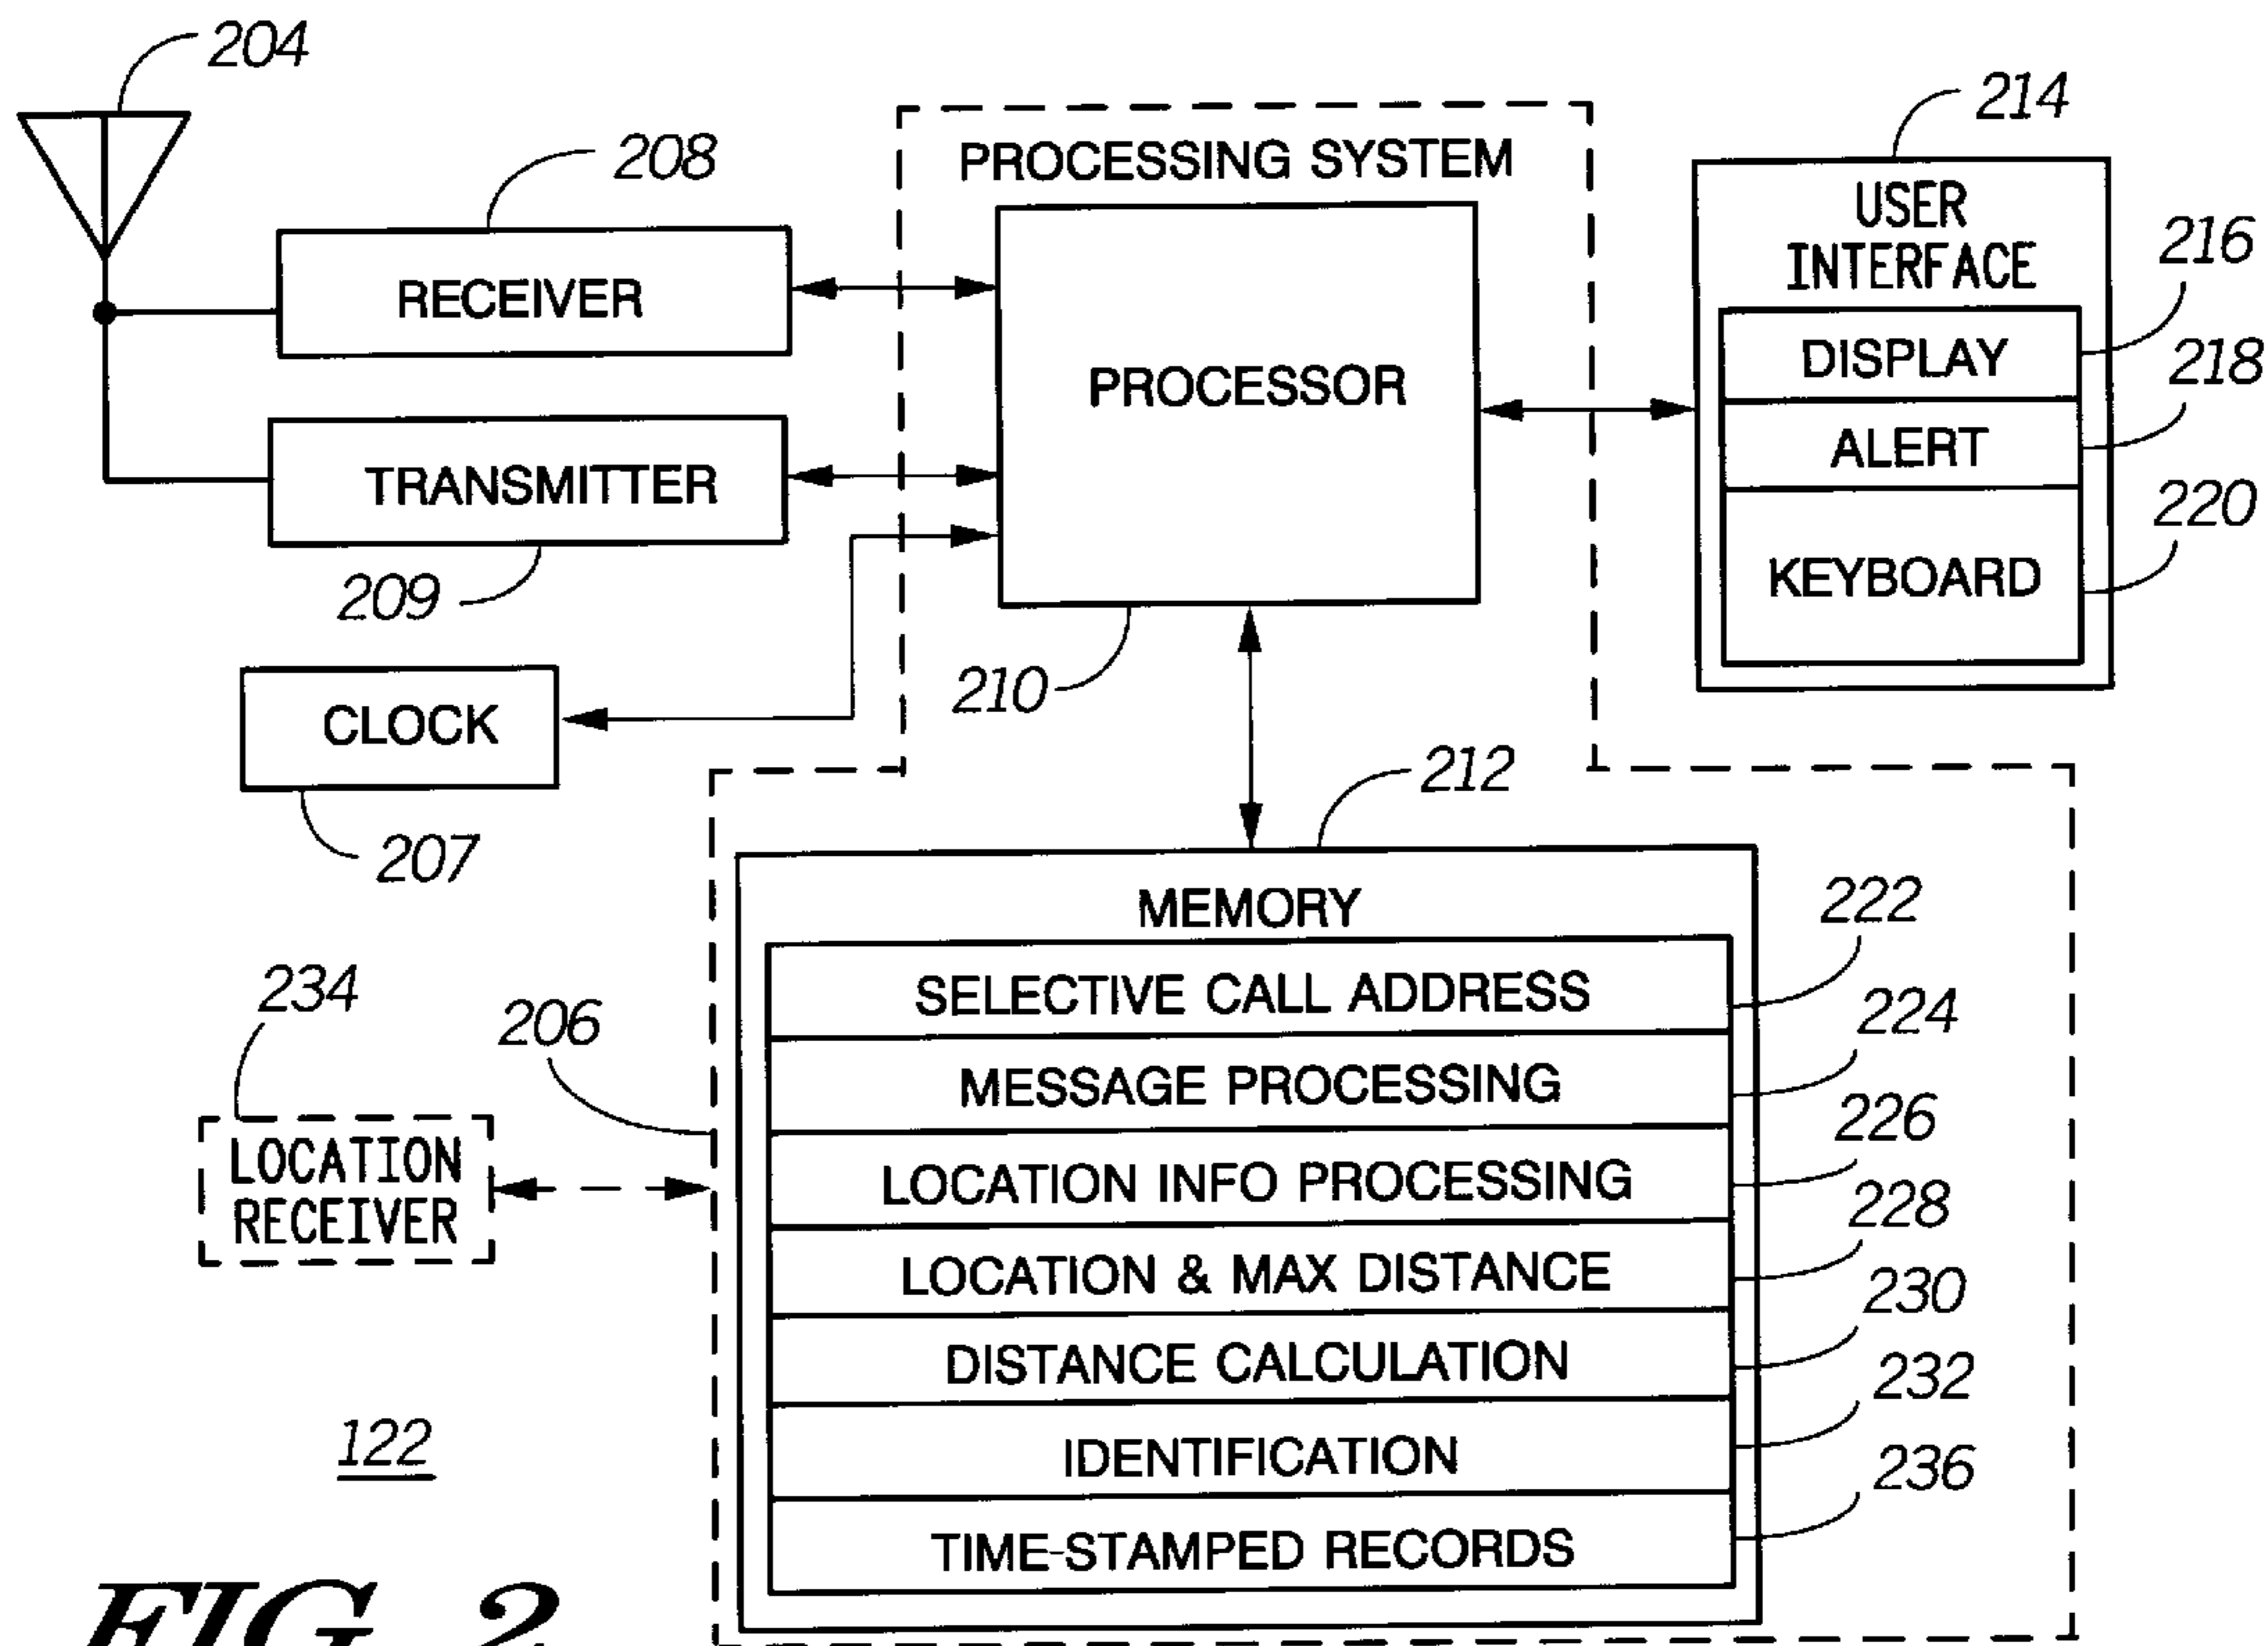 204
208
PROCESSING SYSTEM
214
USER
INTERFACE
216
RECEIVER
DISPLAY
218
PROCESSOR
ALERT
TRANSMITTER
220
KEYBOARD
209
210
CLOCK
212
207
MEMORY
222
SELECTIVE CALL ADDRESS
234
206
224
MESSAGE PROCESSING
226
LOCATION
RECEIVER
LOCATION INFO PROCESSING
228
LOCATION & MAX DISTANCE
230
DISTANCE CALCULATION
232
122
IDENTIFICATION
236
TIME-STAMPED RECORDS
FIG. 2